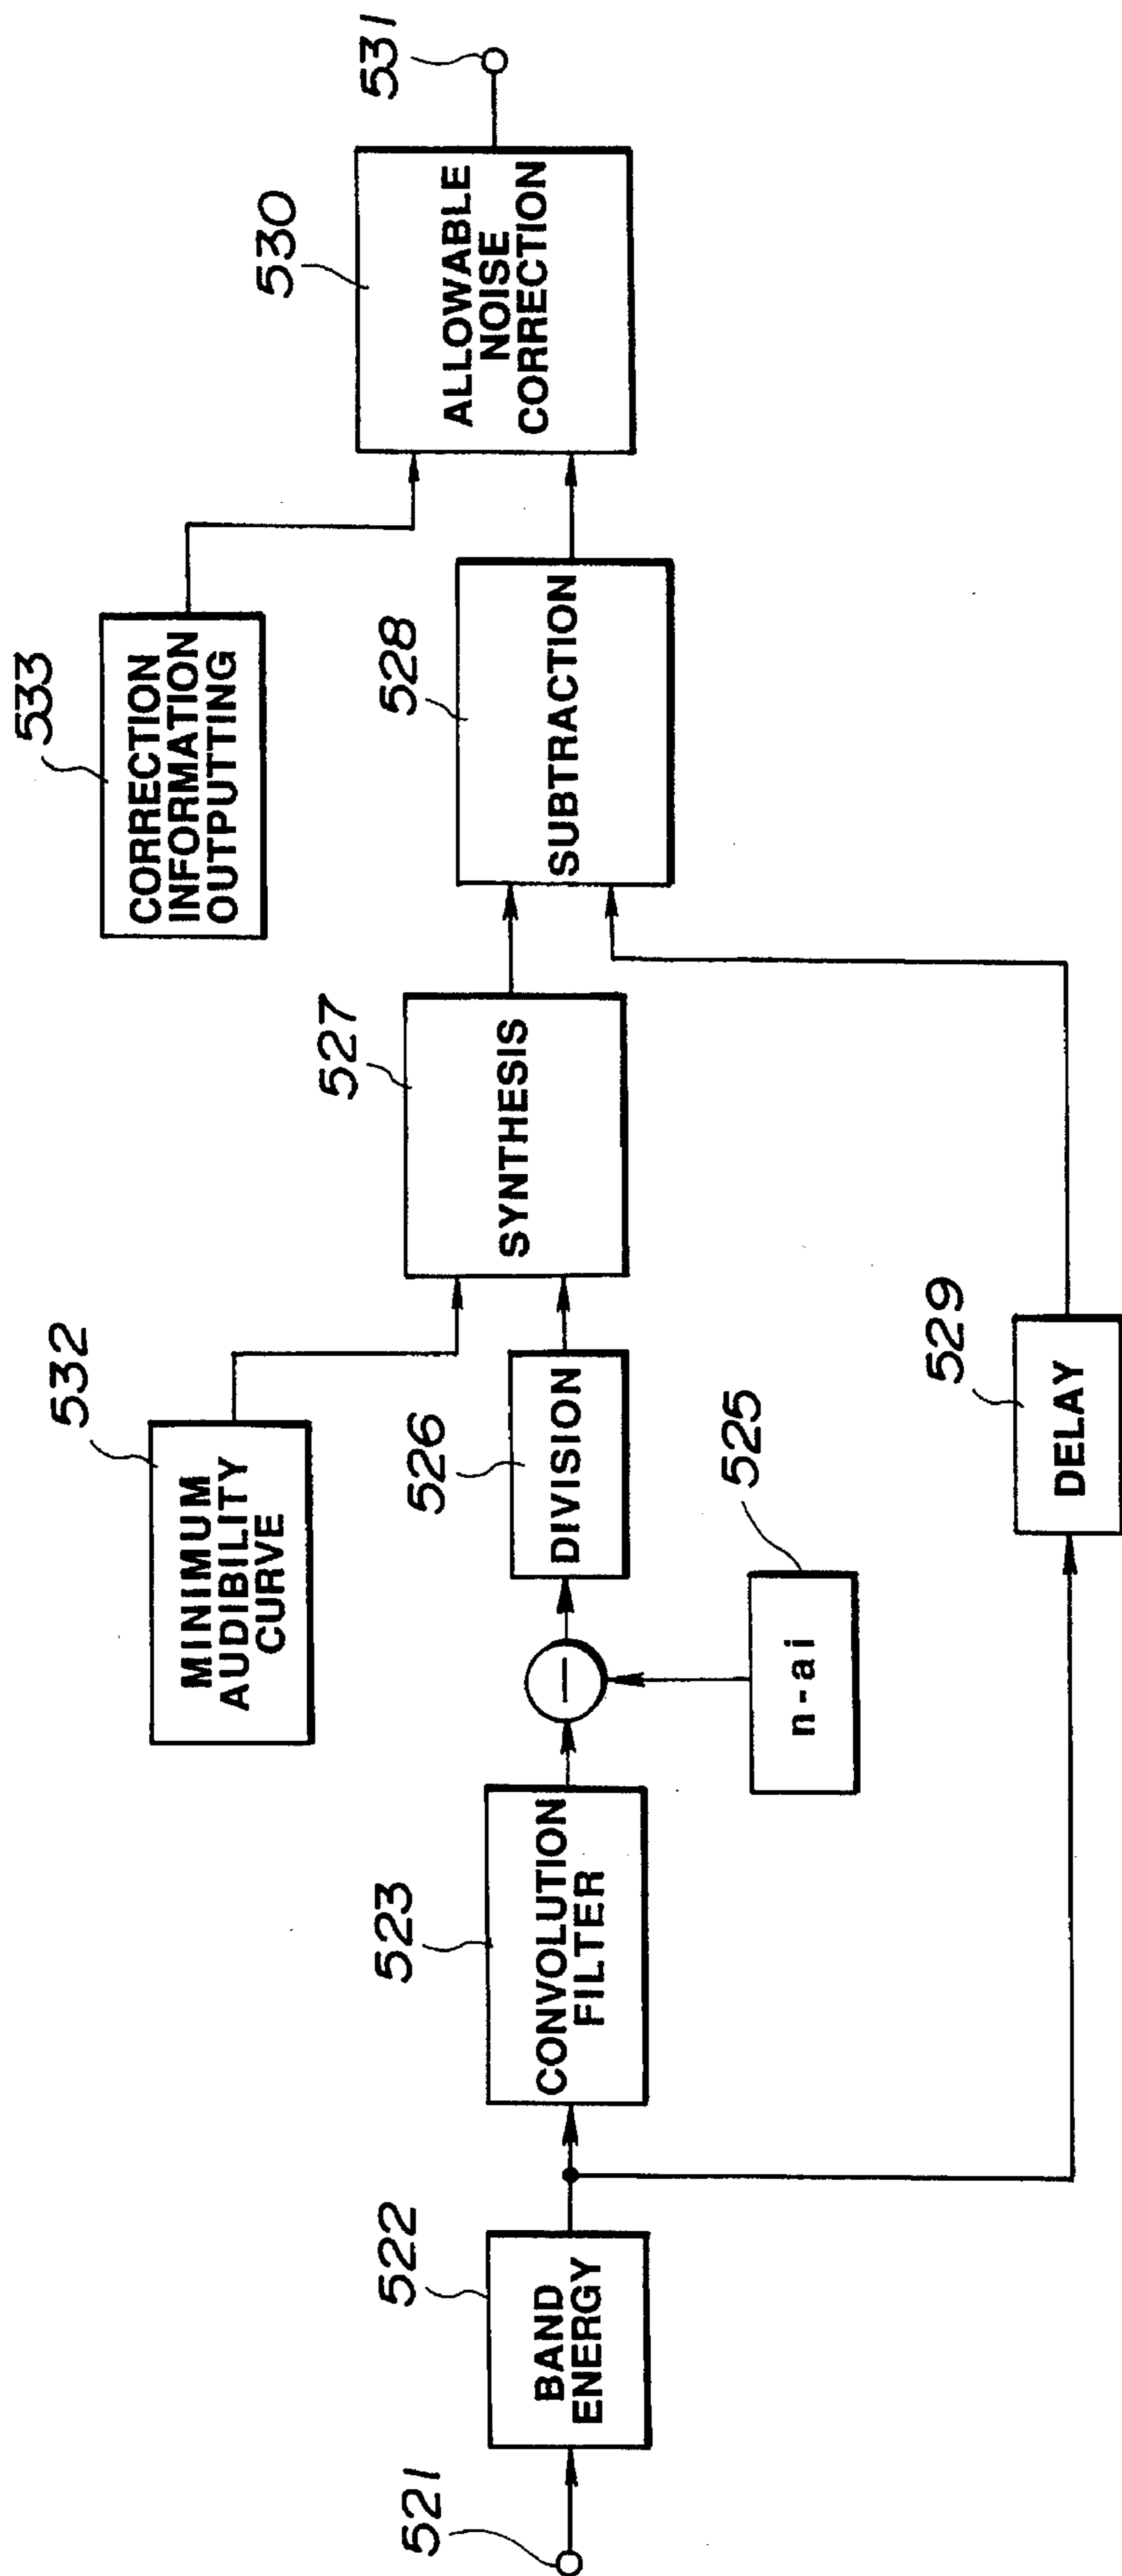 521
522
BAND
ENERGY
523
CONVOLUTION
FILTER
n-ai
525
526
DIVISION
532
MINIMUM
AUDIBILITY
CURVE
527
SYNTHESIS
529
DELAY
528
SUBTRACTION
533
CORRECTION
INFORMATION
OUTPUTTING
530
ALLOWABLE
NOISE
CORRECTION
531